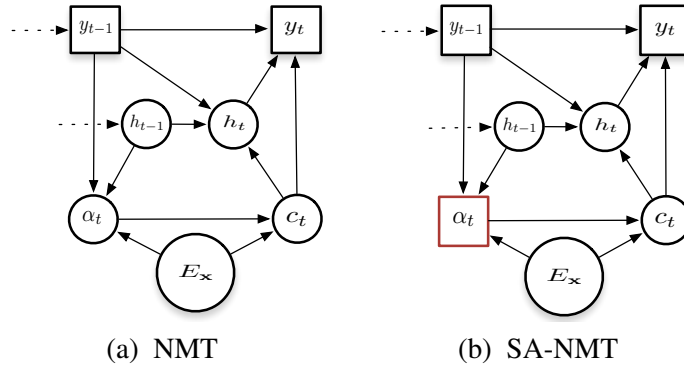 y_{t-1} y_t y_{t-1} y_t
h_{t-1} h_t h_{t-1} h_t
α_t c_t α_t c_t
E_x E_x
(a) NMT (b) SA-NMT